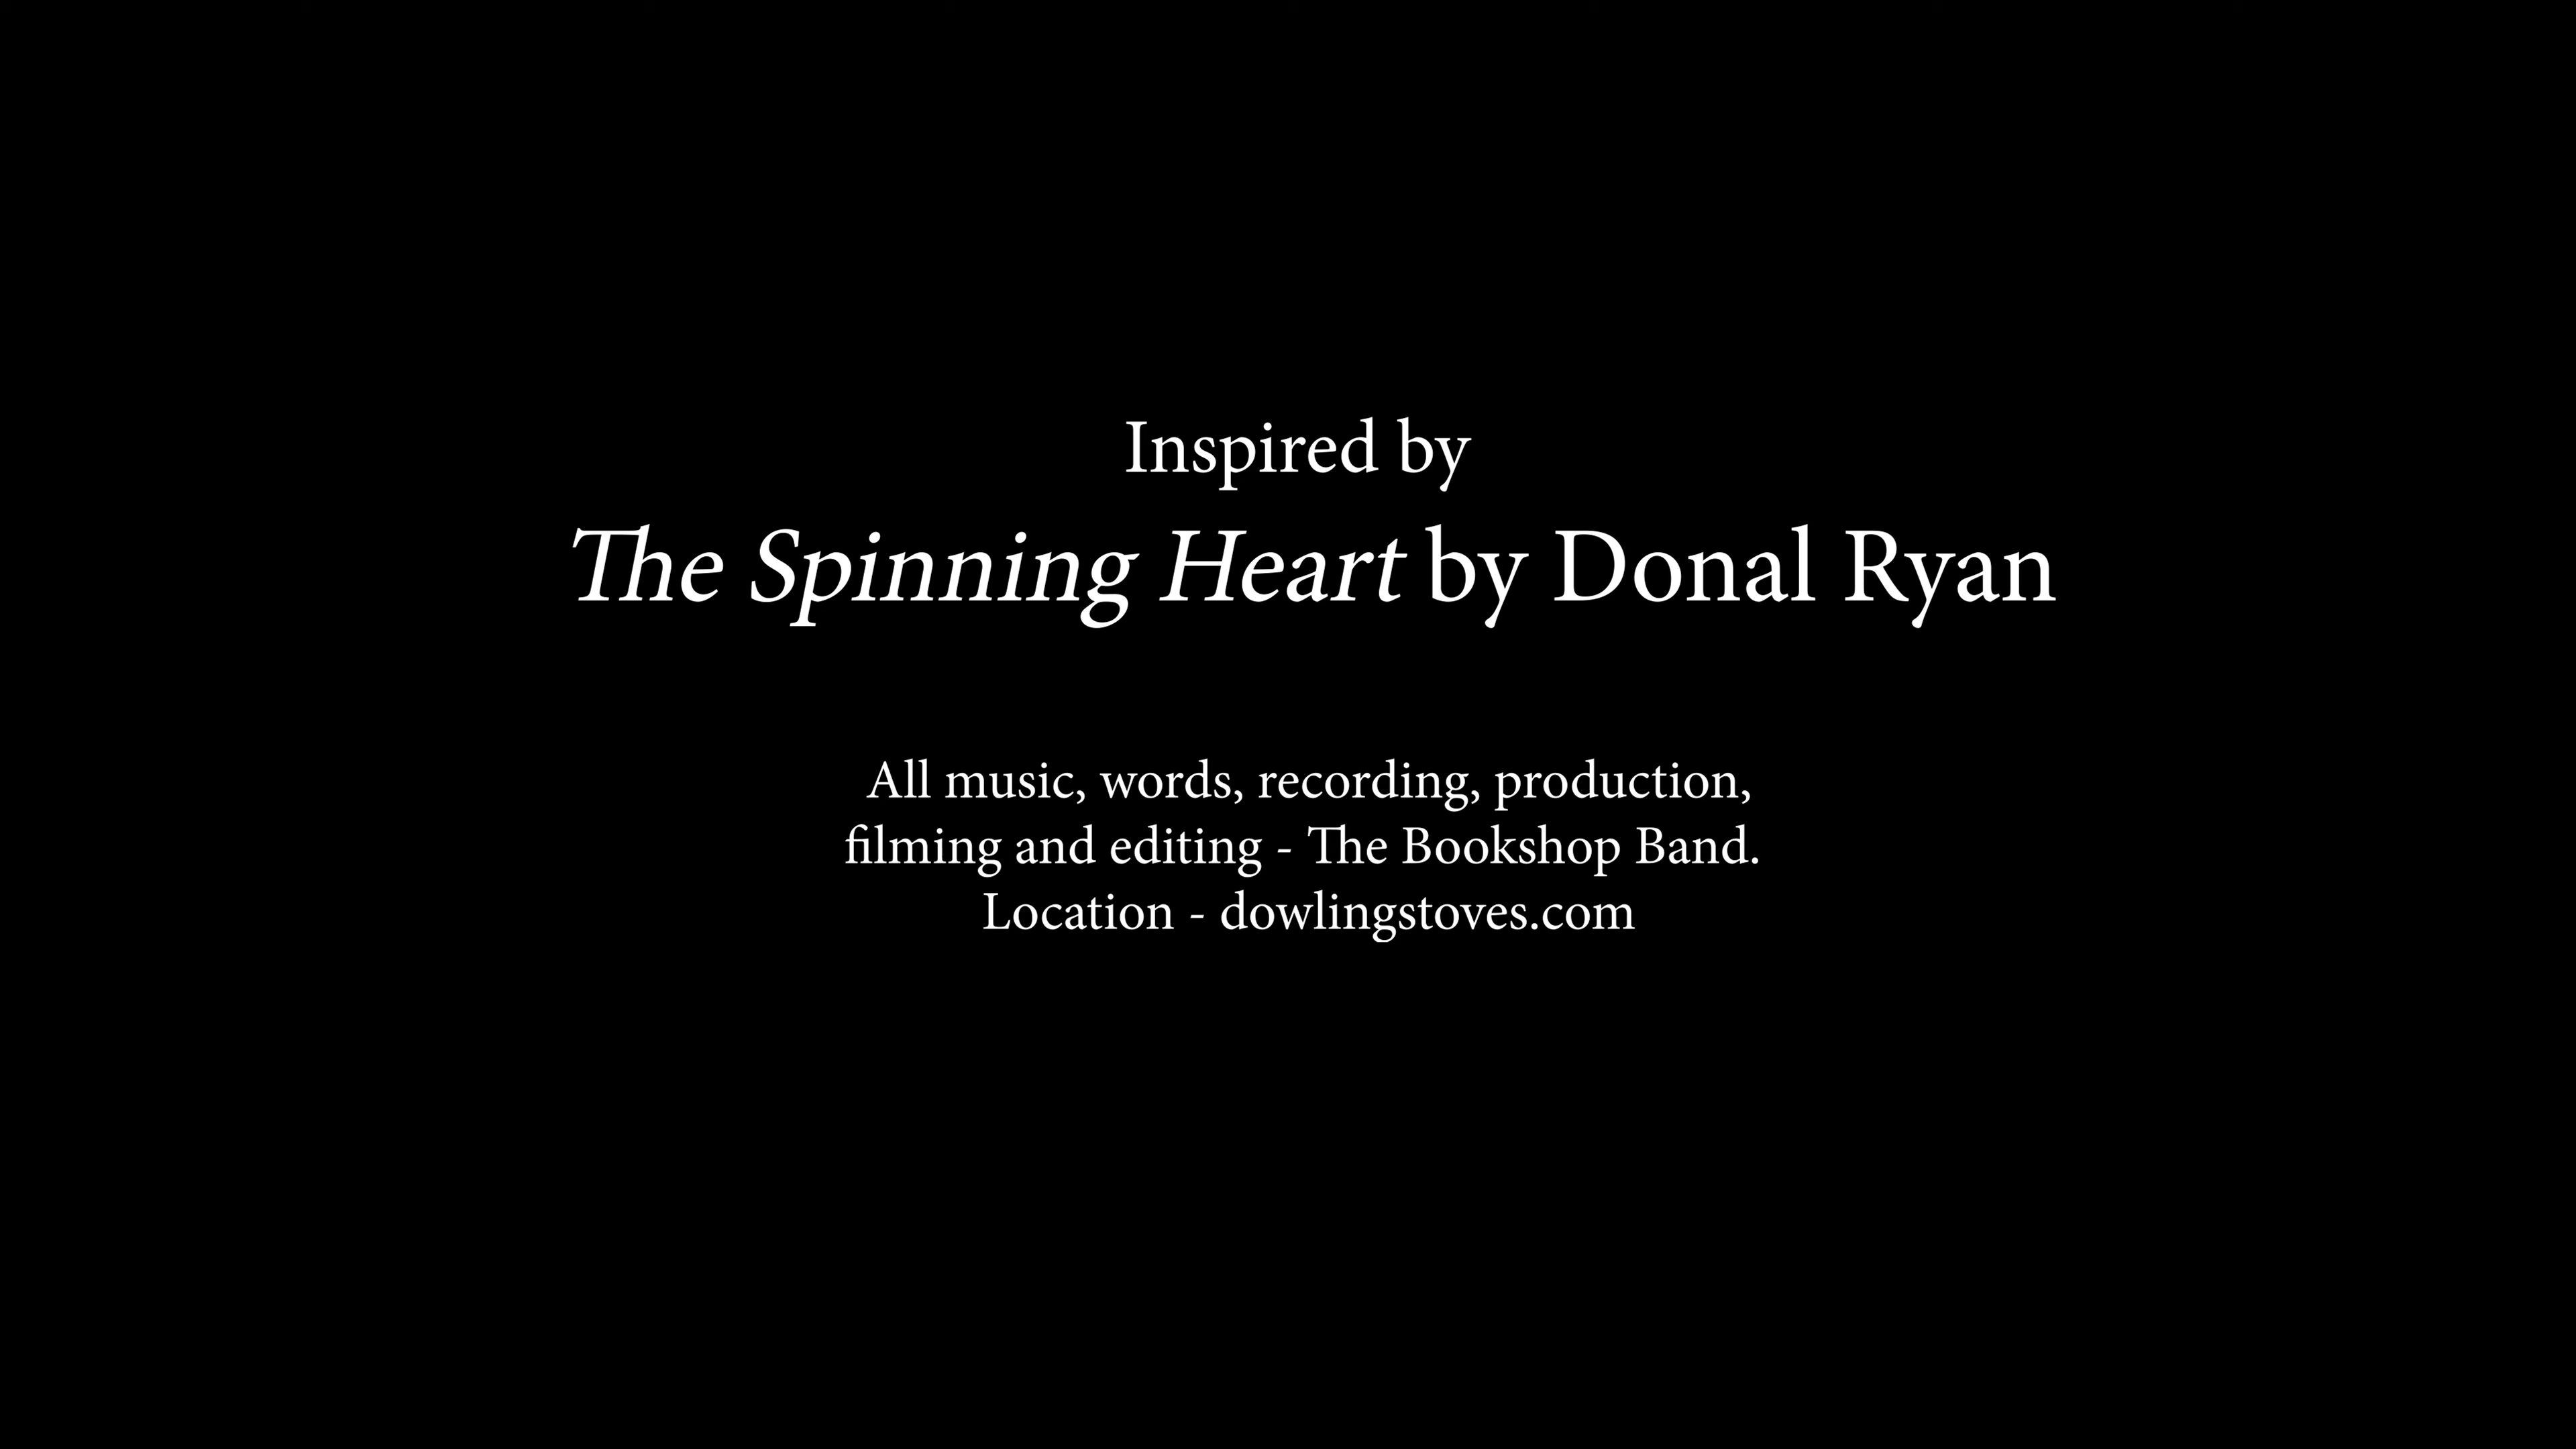 Inspired by
The Spinning Heart by Donal Ryan
All music, words, recording, production,
filming and editing - The Bookshop Band.
Location - dowlingstoves.com